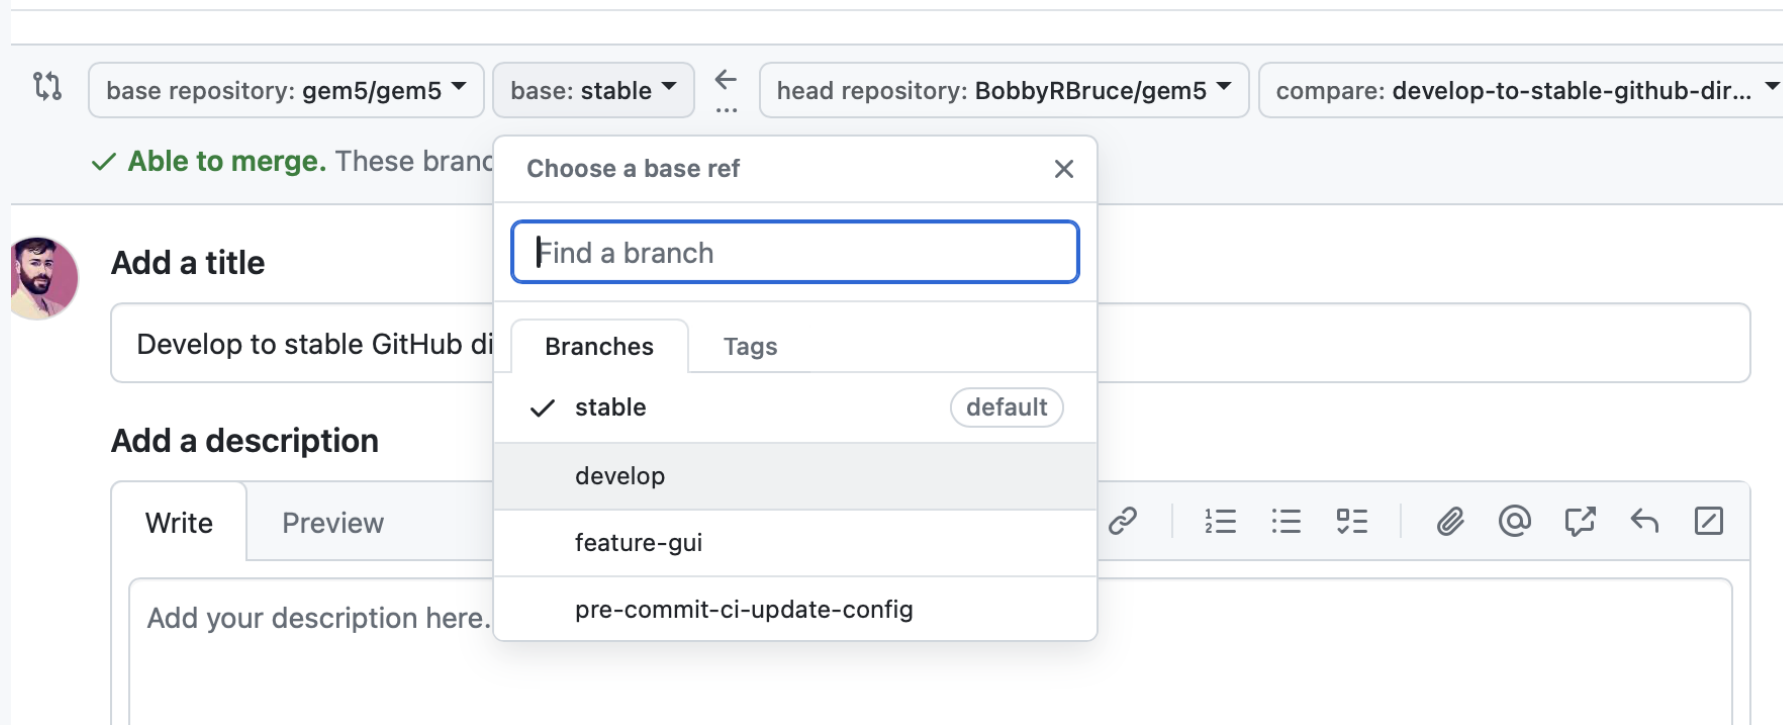 base repository: gem5/gem5 base: stable ... head repository: BobbyRBruce/gem5 compare: develop-to-stable-github-dir...
Able to merge. These branc
Choose a base ref
Find a branch
Add a title
Develop to stable GitHub di
Branches Tags
stable default
Add a description
develop
Write Preview
feature-gui
pre-commit-ci-update-config
Add your description here.